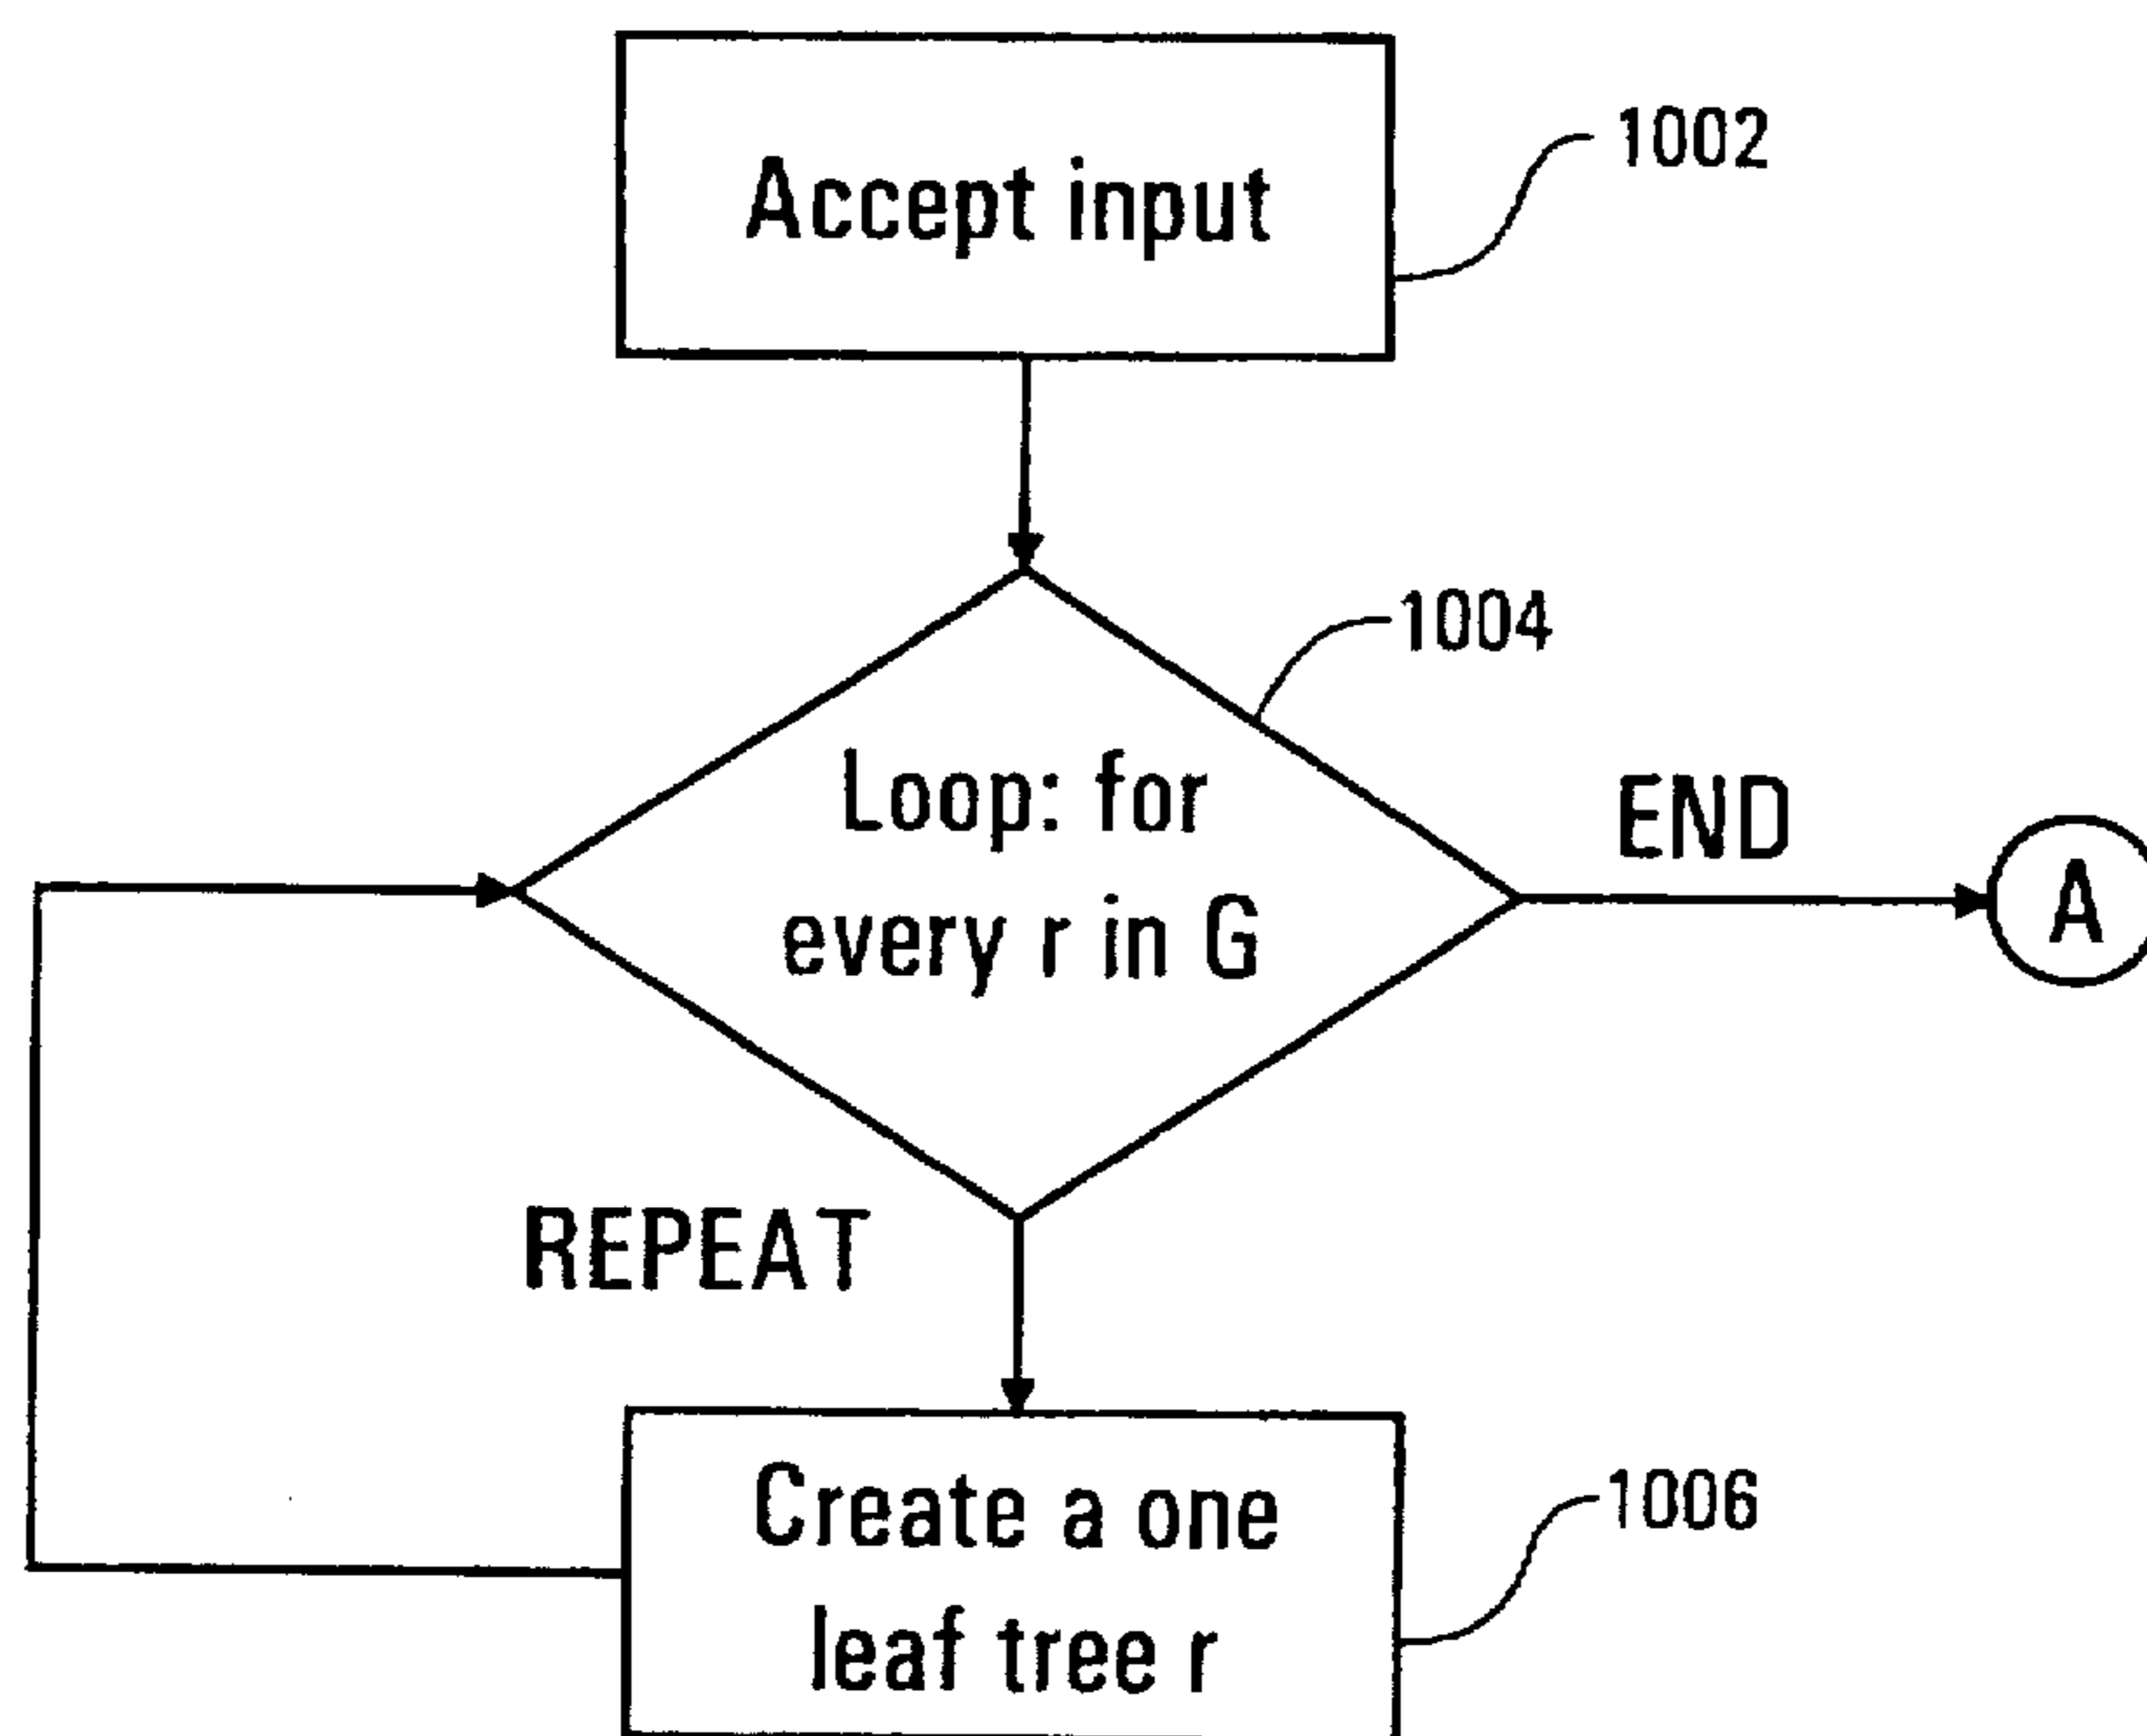 Accept input
1002
1004
Loop: for
every r in G
END
A
REPEAT
Create a one
leaf tree r
1006